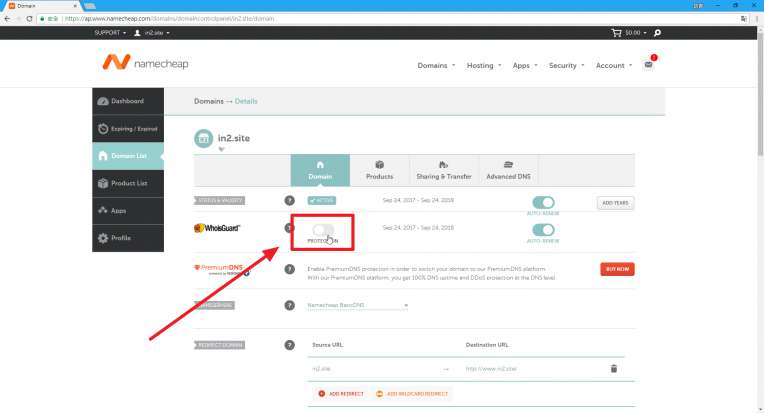 Domain
安全 https://ap.www.namecheap.com/domains/domaincontrolpanel/in2.site/domain
SUPPORT in2.site $0.00
namecheap Domains Hosting Apps Security Account
Domains → Details
Dashboard
Expiring / Expired
Domain List
Product List
Apps
Profile
in2.site
Domain Products Sharing & Transfer Advanced DNS
STATUS & VALIDITY ? ACTIVE Sep 24, 2017 - Sep 24, 2018 AUTO-RENEW ADD YEARS
WhoisGuard ? PROTECTION Sep 24, 2017 - Sep 24, 2018 AUTO-RENEW
PremiumDNS ? Enable PremiumDNS protection in order to switch your domain to our PremiumDNS platform.
With our PremiumDNS platform, you get 100% DNS uptime and DDoS protection at the DNS level.
BUY NOW
NAMESERVERS ? Namecheap BasicDNS
REDIRECT DOMAIN ? Source URL Destination URL
in2.site → http://www.in2.site/
ADD REDIRECT ADD WILDCARD REDIRECT